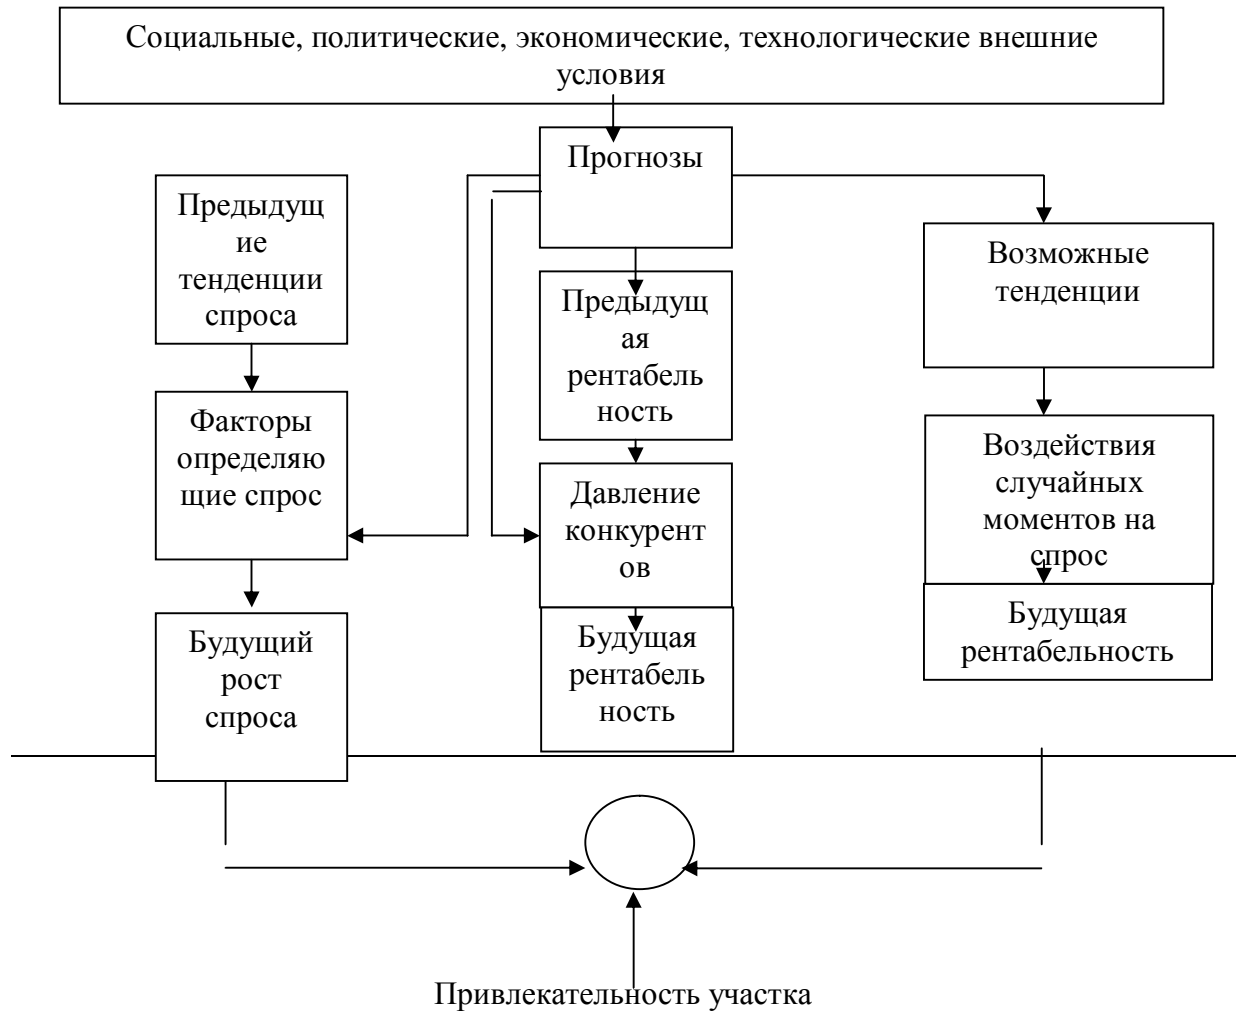 Социальные, политические, экономические, технологические внешние
условия
Прогнозы
Предыдущ
ие
тенденции
спроса
Возможные
тенденции
Предыдущ
ая
рентабель
ность
Факторы
определяю
щие спрос
Воздействия
случайных
моментов на
спрос
Давление
конкурент
ов
Будущий
рост
спроса
Будущая
рентабель
ность
Будущая
рентабельность
Привлекательность участка